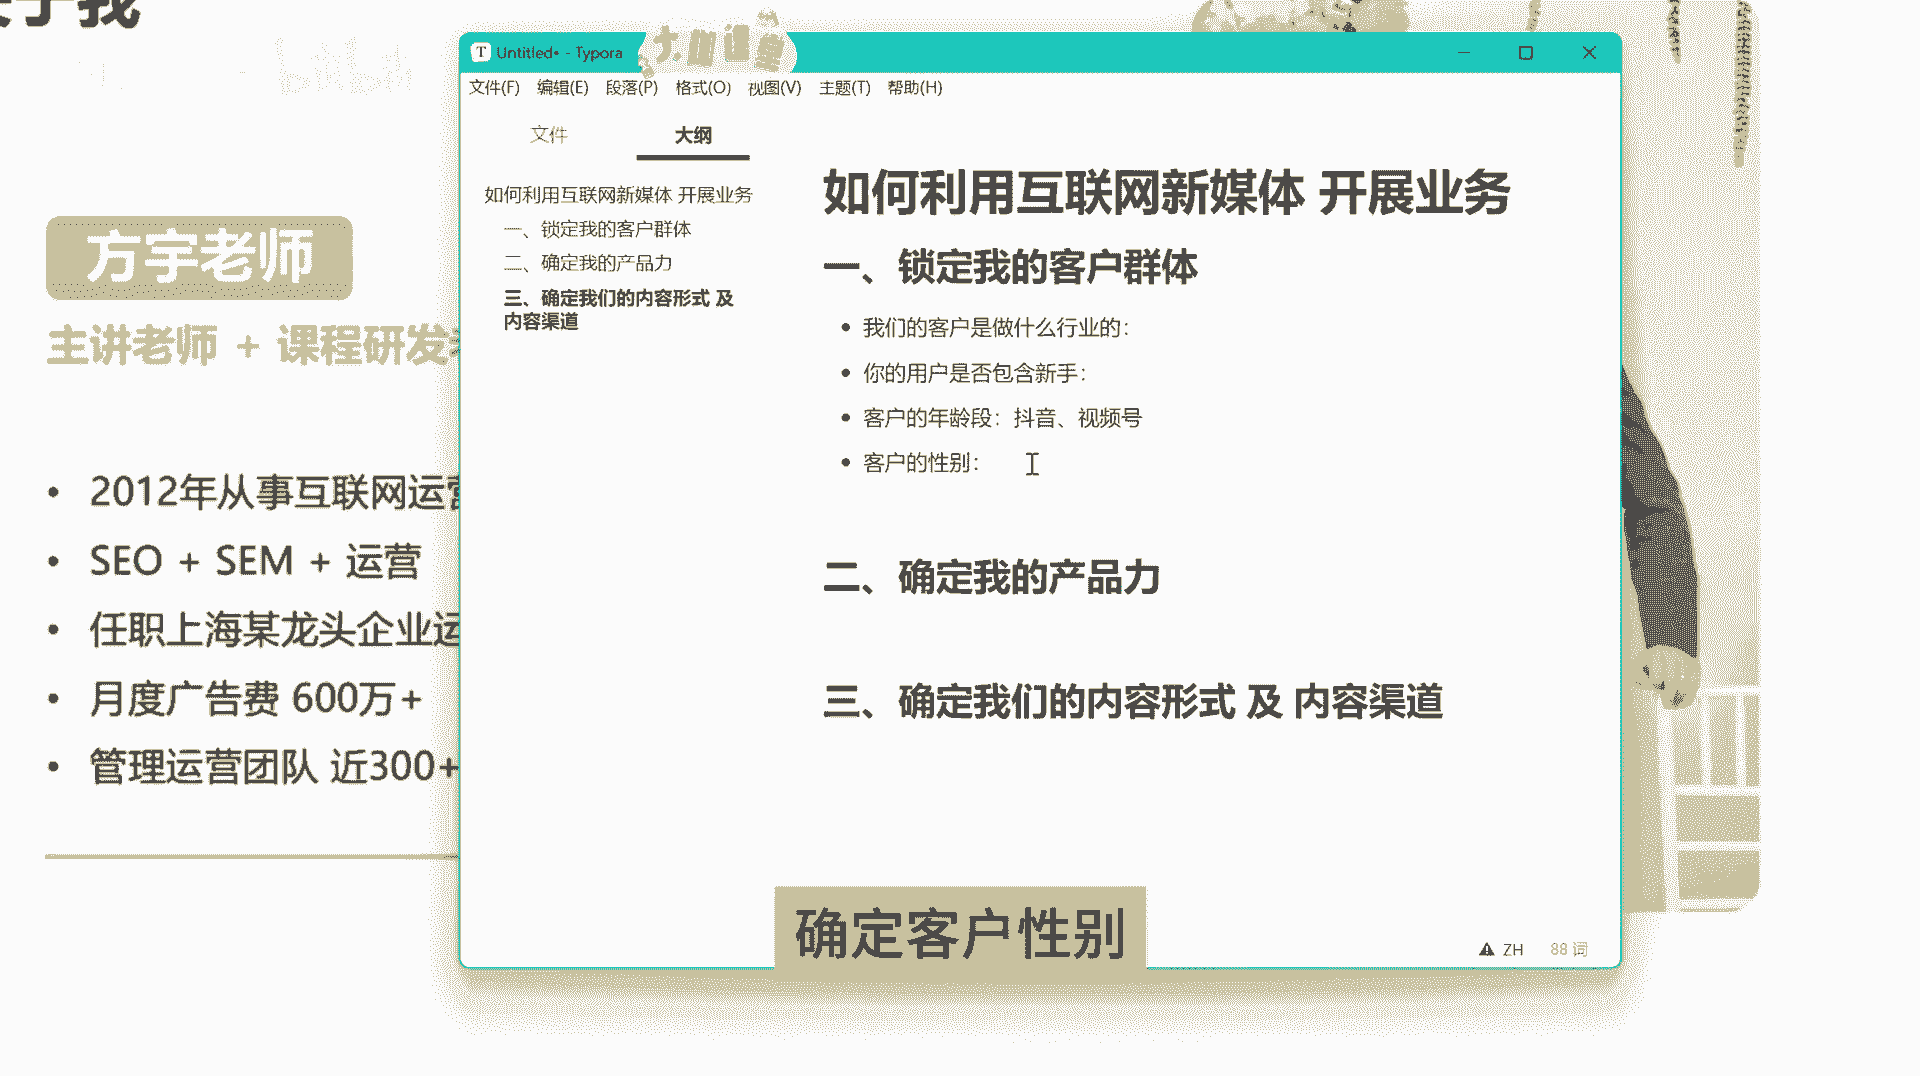 关于我
bilibili
方宇老师
主讲老师 + 课程研发
• 2012年从事互联网运营
• SEO + SEM + 运营
• 任职上海某龙头企业运
• 月度广告费 600万+
• 管理运营团队 近300+
T Untitled• - Typora
课堂
文件(F) 编辑(E) 段落(P) 格式(O) 视图(V) 主题(T) 帮助(H)
文件 大纲
如何利用互联网新媒体 开展业务
一、锁定我的客户群体
二、确定我的产品力
三、确定我们的内容形式 及
内容渠道
如何利用互联网新媒体 开展业务
一、锁定我的客户群体
• 我们的客户是做什么行业的：
• 你的用户是否包含新手：
• 客户的年龄段：抖音、视频号
• 客户的性别：
二、确定我的产品力
三、确定我们的内容形式 及 内容渠道
确定客户性别
ZH 88 词